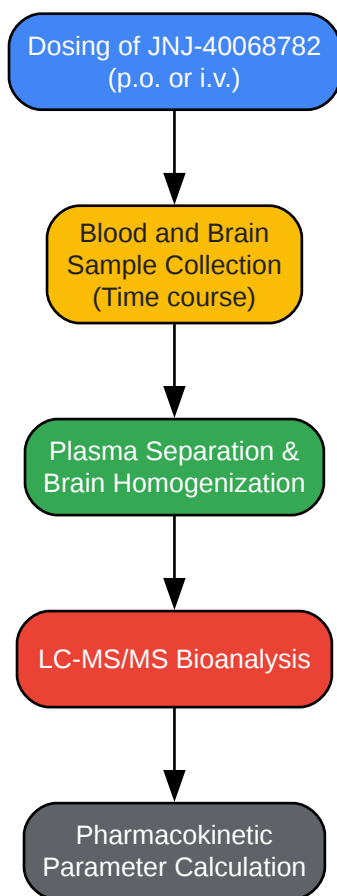 Dosing of JNJ-40068782
(p.o. or i.v.)
Blood and Brain
Sample Collection
(Time course)
Plasma Separation &
Brain Homogenization
LC-MS/MS Bioanalysis
Pharmacokinetic
Parameter Calculation